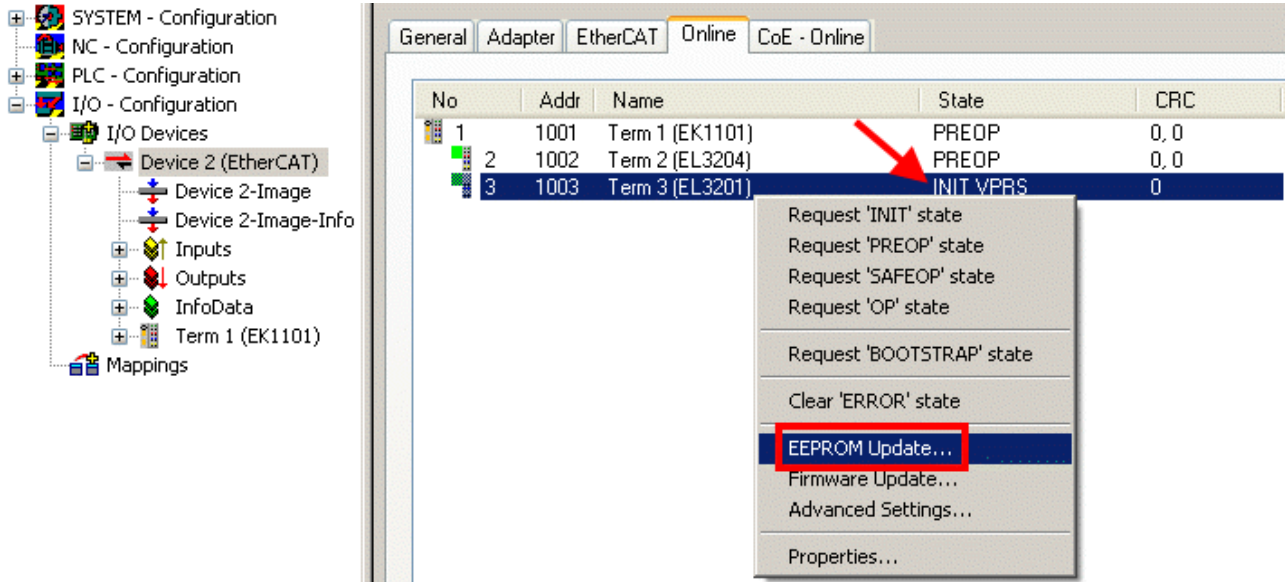 SYSTEM - Configuration
NC - Configuration
PLC - Configuration
I/O - Configuration
I/O Devices
Device 2 (EtherCAT)
Device 2-Image
Device 2-Image-Info
Inputs
Outputs
InfoData
Term 1 (EK1101)
Mappings
General Adapter EtherCAT Online CoE - Online
No Addr Name State CRC
1 1001 Term 1 (EK1101) PREOP 0, 0
2 1002 Term 2 (EL3204) PREOP 0, 0
3 1003 Term 3 (EL3201) INIT VPRS 0
Request 'INIT' state
Request 'PREOP' state
Request 'SAFEOP' state
Request 'OP' state
Request 'BOOTSTRAP' state
Clear 'ERROR' state
EEPROM Update...
Firmware Update...
Advanced Settings...
Properties...